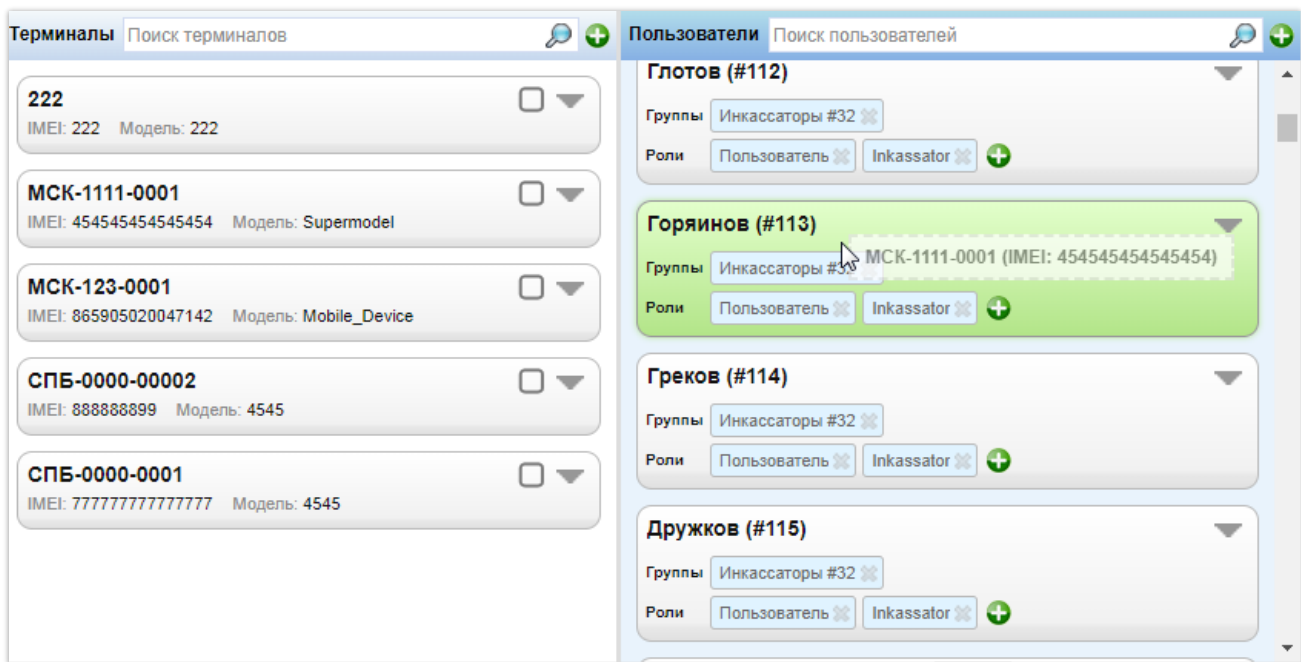 Терминалы Поиск терминалов
222
IMEI: 222 Модель: 222
МСК-1111-0001
IMEI: 454545454545454 Модель: Supermodel
МСК-123-0001
IMEI: 865905020047142 Модель: Mobile_Device
СПБ-0000-00002
IMEI: 888888899 Модель: 4545
СПБ-0000-0001
IMEI: 777777777777777 Модель: 4545
Пользователи Поиск пользователей
Глотов (#112)
Группы Инкассаторы #32
Роли Пользователь Inkassator
Горяинов (#113)
МСК-1111-0001 (IMEI: 454545454545454)
Группы Инкассаторы #32
Роли Пользователь Inkassator
Греков (#114)
Группы Инкассаторы #32
Роли Пользователь Inkassator
Дружков (#115)
Группы Инкассаторы #32
Роли Пользователь Inkassator